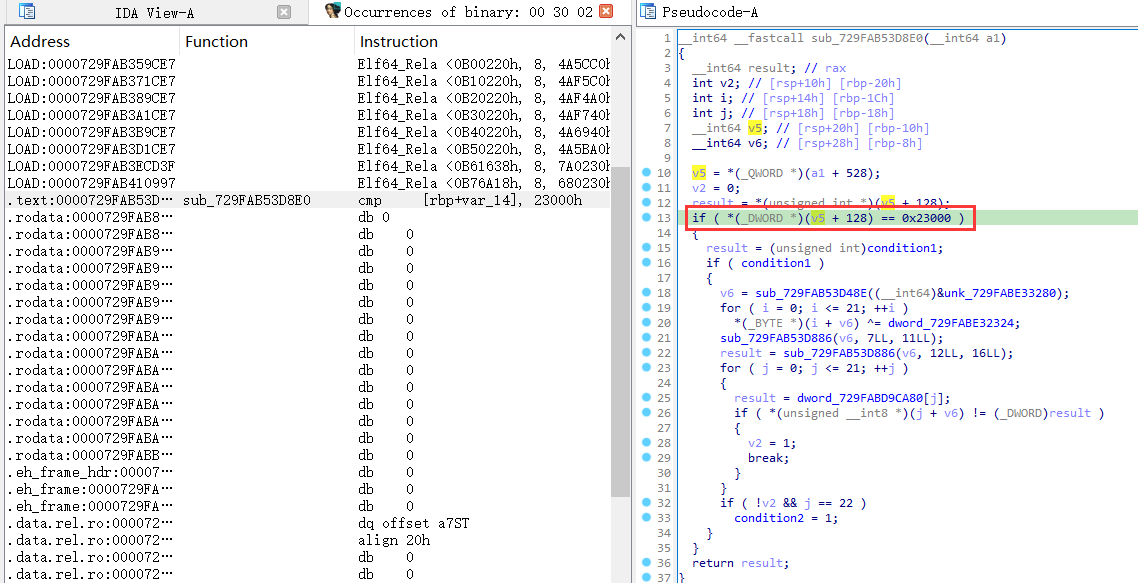 IDA View-A
Occurrences of binary: 00 30 02
Pseudocode-A
Address Function Instruction
LOAD:0000729FAB359CE7 Elf64_Rela <0B00220h, 8, 4A5CC0h
LOAD:0000729FAB371CE7 Elf64_Rela <0B10220h, 8, 4AF5C0h
LOAD:0000729FAB389CE7 Elf64_Rela <0B20220h, 8, 4AF4A0h
LOAD:0000729FAB3A1CE7 Elf64_Rela <0B30220h, 8, 4AF740h
LOAD:0000729FAB3B9CE7 Elf64_Rela <0B40220h, 8, 4A6940h
LOAD:0000729FAB3D1CE7 Elf64_Rela <0B50220h, 8, 4A5BA0h
LOAD:0000729FAB3ECD3F Elf64_Rela <0B61638h, 8, 7A0230h
LOAD:0000729FAB410997 Elf64_Rela <0B76A18h, 8, 680230h
.text:0000729FAB53D… sub_729FAB53D8E0 cmp [rbp+var_14], 23000h
.rodata:0000729FAB8… db 0
.rodata:0000729FAB8… db 0
.rodata:0000729FAB9… db 0
.rodata:0000729FAB9… db 0
.rodata:0000729FAB9… db 0
.rodata:0000729FAB9… db 0
.rodata:0000729FAB9… db 0
.rodata:0000729FABA… db 0
.rodata:0000729FABA… db 0
.rodata:0000729FABA… db 0
.rodata:0000729FABA… db 0
.rodata:0000729FABA… db 0
.rodata:0000729FABA… db 0
.rodata:0000729FABA… db 0
.rodata:0000729FABB… db 0
.eh_frame_hdr:00007… db 0
.eh_frame:0000729FA… db 0
.eh_frame:0000729FA… db 0
.data.rel.ro:000072… dq offset a7ST
.data.rel.ro:000072… align 20h
.data.rel.ro:000072… db 0
.data.rel.ro:000072… db 0
1 __int64 __fastcall sub_729FAB53D8E0(__int64 a1)
2 {
3 __int64 result; // rax
4 int v2; // [rsp+10h] [rbp-20h]
5 int i; // [rsp+14h] [rbp-1Ch]
6 int j; // [rsp+18h] [rbp-18h]
7 __int64 v5; // [rsp+20h] [rbp-10h]
8 __int64 v6; // [rsp+28h] [rbp-8h]
9
10 v5 = *(_QWORD *)(a1 + 528);
11 v2 = 0;
12 result = *(unsigned int *)(v5 + 128);
13 if ( *(_DWORD *)(v5 + 128) == 0x23000 )
14 {
15 result = (unsigned int)condition1;
16 if ( condition1 )
17 {
18 v6 = sub_729FAB53D48E((__int64)&unk_729FABE33280);
19 for ( i = 0; i <= 21; ++i )
20 *(_BYTE *)(i + v6) ^= dword_729FABE32324;
21 sub_729FAB53D886(v6, 7LL, 11LL);
22 result = sub_729FAB53D886(v6, 12LL, 16LL);
23 for ( j = 0; j <= 21; ++j )
24 {
25 result = dword_729FABD9CA80[j];
26 if ( *(unsigned __int8 *)(j + v6) != (_DWORD)result )
27 {
28 v2 = 1;
29 break;
30 }
31 }
32 if ( !v2 && j == 22 )
33 condition2 = 1;
34 }
35 }
36 return result;
37 }